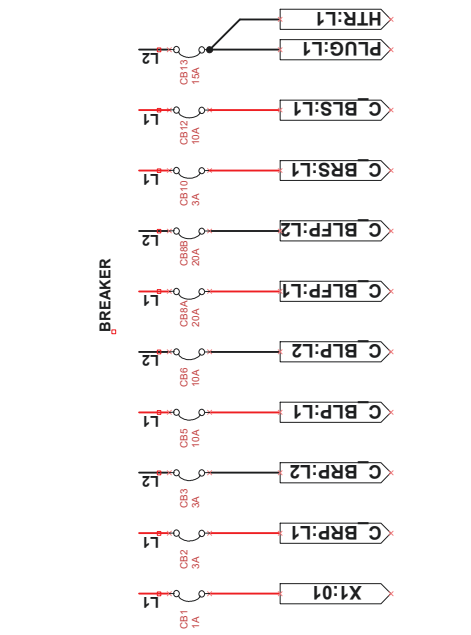 HTR:L1
L2
CB13
15A
PLUG:L1
L1
CB12
10A
C_BLS:L1
L1
CB10
3A
C_BRS:L1
L2
CB8B
20A
C_BLFP:L2
BREAKER
L1
CB8A
20A
C_BLFP:L1
L2
CB6
10A
C_BLP:L2
L1
CB5
10A
C_BLP:L1
L2
CB3
3A
C_BRP:L2
L1
CB2
3A
C_BRP:L1
L1
CB1
1A
X1:01